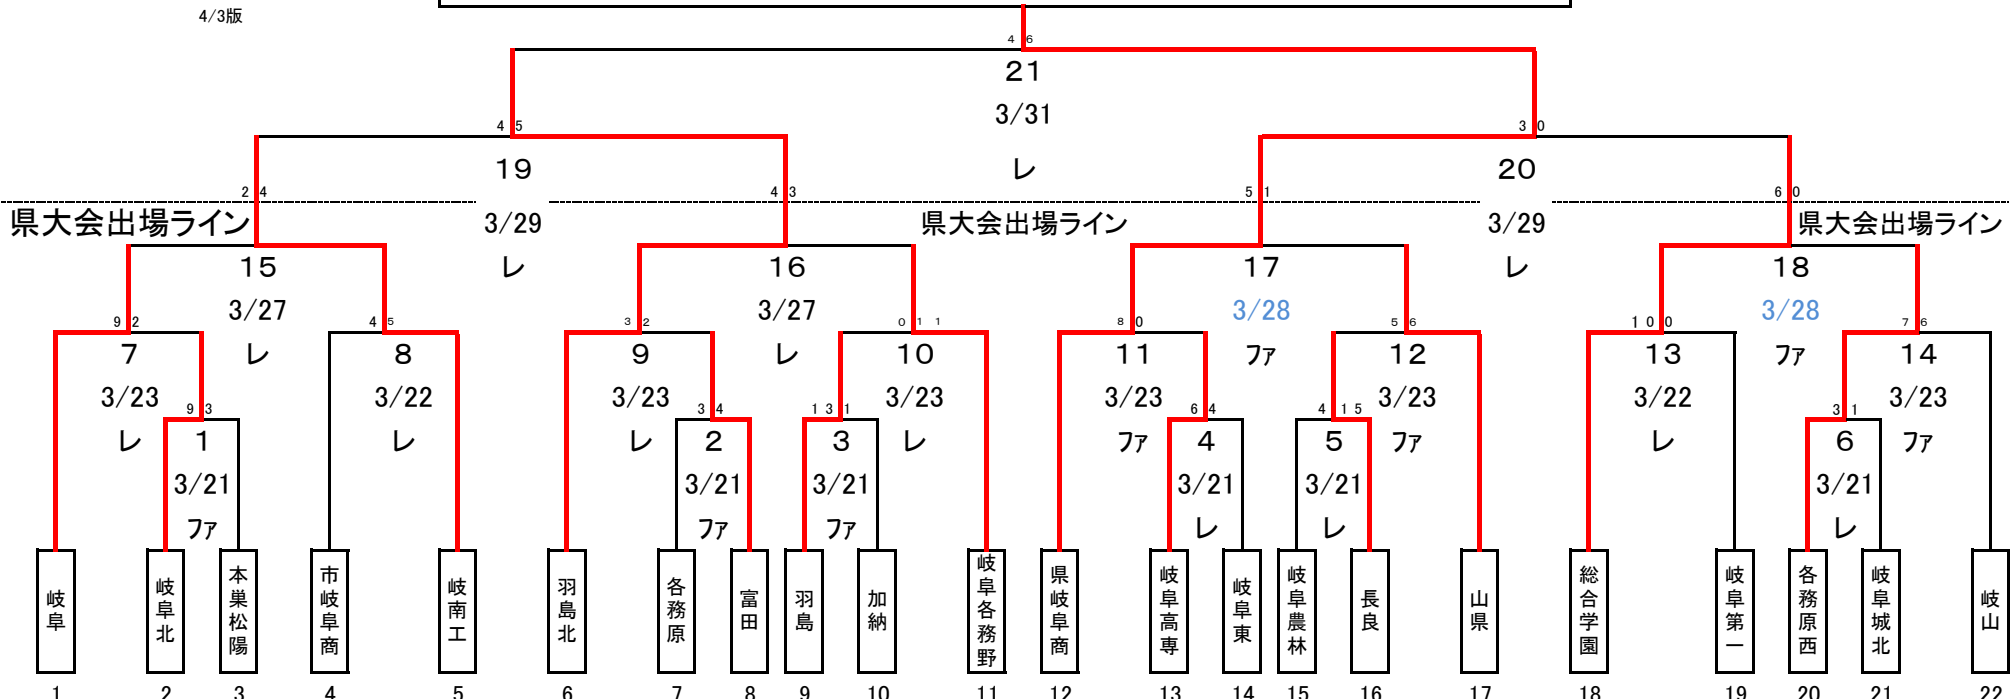 4/3版
4 6
21
3/31
レ
4 5
3 0
19
20
2 4
4 3
5 1
6 0
県大会出場ライン
3/29
レ
県大会出場ライン
3/29
レ
県大会出場ライン
15
3/27
レ
16
3/27
レ
17
3/28
ファ
18
3/28
ファ
9 2
4 5
3 2
0 11
8 0
5 6
10 0
7 6
7
3/23
レ
8
3/22
レ
9
3/23
レ
10
3/23
レ
11
3/23
ファ
12
3/23
ファ
13
3/22
レ
14
3/23
ファ
9 3
3 4
13 1
6 4
4 15
3 1
1
3/21
ファ
2
3/21
ファ
3
3/21
ファ
4
3/21
レ
5
3/21
レ
6
3/21
レ
岐阜
岐阜北
本巣松陽
市岐阜商
岐南工
羽島北
各務原
富田
羽島
加納
岐阜各務野
県岐阜商
岐阜高専
岐阜東
岐阜農林
長良
山県
総合学園
岐阜第一
各務原西
岐阜城北
岐山
1 2 3 4 5 6 7 8 9 10 11 12 13 14 15 16 17 18 19 20 21 22